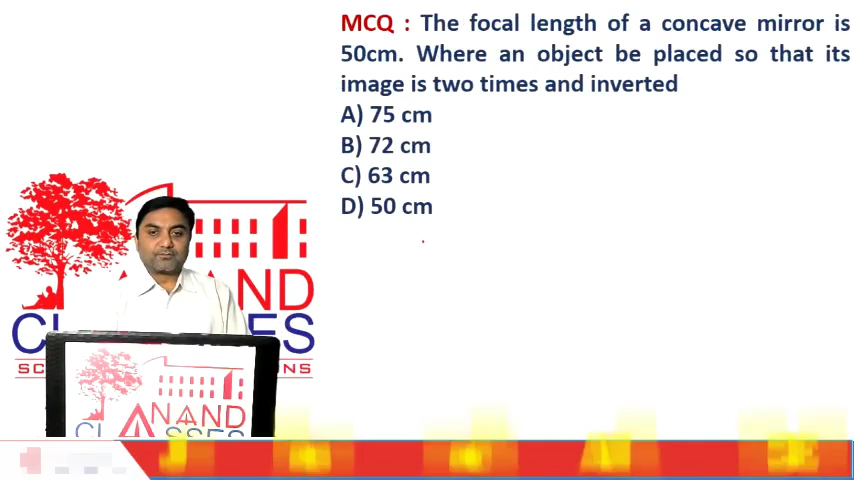 MCQ : The focal length of a concave mirror is
50cm. Where an object be placed so that its
image is two times and inverted
A) 75 cm
B) 72 cm
C) 63 cm
D) 50 cm
ANAND